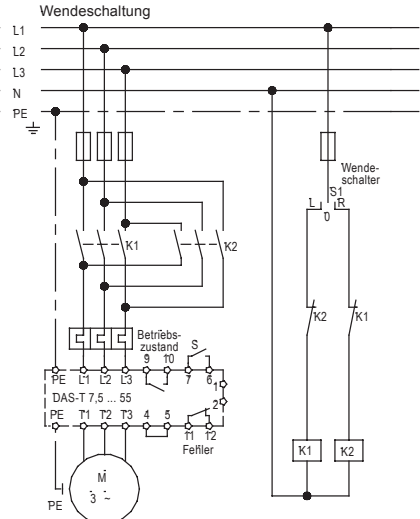 Wendeschaltung
L1
L2
L3
N
PE
Wende-
schalter
S1
L R
0
K1 K2
K2 K1
Betriebs-
zustand S
9 10 7 6
PE L1 L2 L3
1
DAS-T 7,5 ... 55
2
PE T1 T2 T3 4 5 11 12
Fehler
K1 K2
M
3 ~
PE